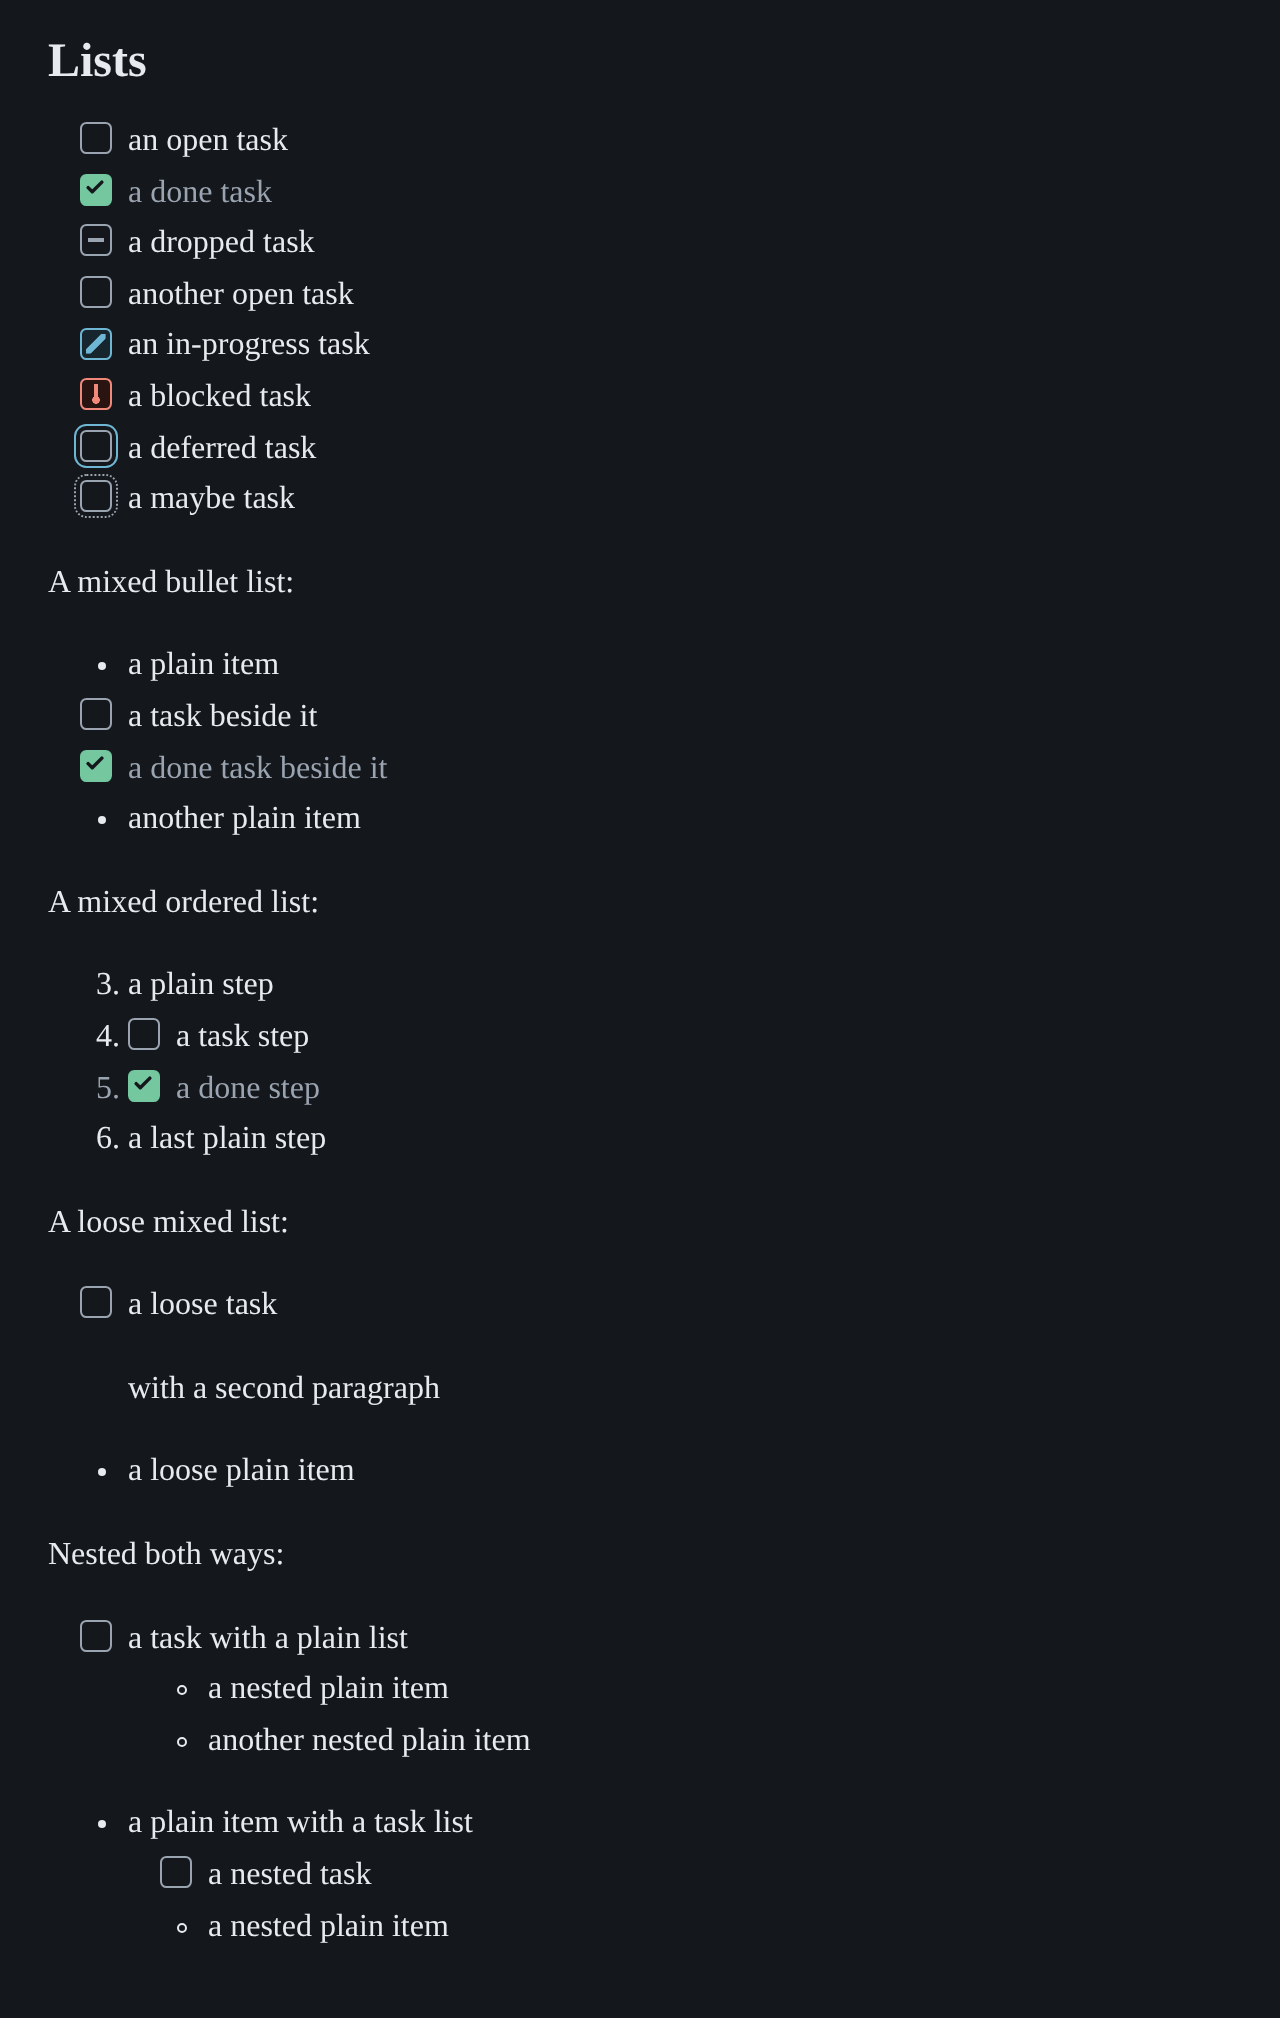 Lists
an open task
a done task
a dropped task
another open task
an in-progress task
a blocked task
a deferred task
a maybe task
A mixed bullet list:
a plain item
a task beside it
a done task beside it
another plain item
A mixed ordered list:
3. a plain step
4. a task step
5. a done step
6. a last plain step
A loose mixed list:
a loose task
with a second paragraph
a loose plain item
Nested both ways:
a task with a plain list
a nested plain item
another nested plain item
a plain item with a task list
a nested task
a nested plain item